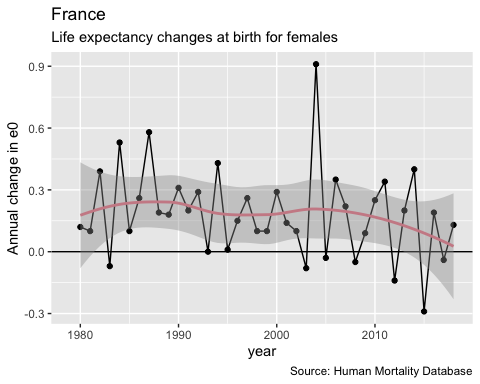 France
Life expectancy changes at birth for females
Annual change in e0
0.9
0.6
0.3
0.0
-0.3
1980 1990 2000 2010
year
Source: Human Mortality Database